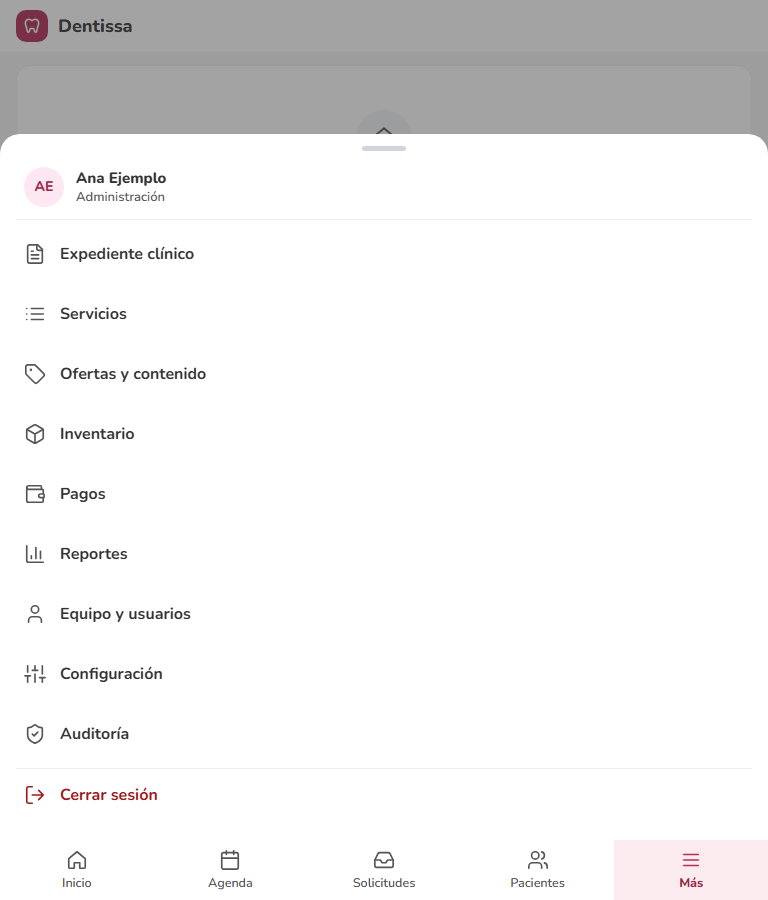 Dentissa
AE
Ana Ejemplo
Administración
Expediente clínico
Servicios
Ofertas y contenido
Inventario
Pagos
Reportes
Equipo y usuarios
Configuración
Auditoría
Cerrar sesión
Inicio
Agenda
Solicitudes
Pacientes
Más